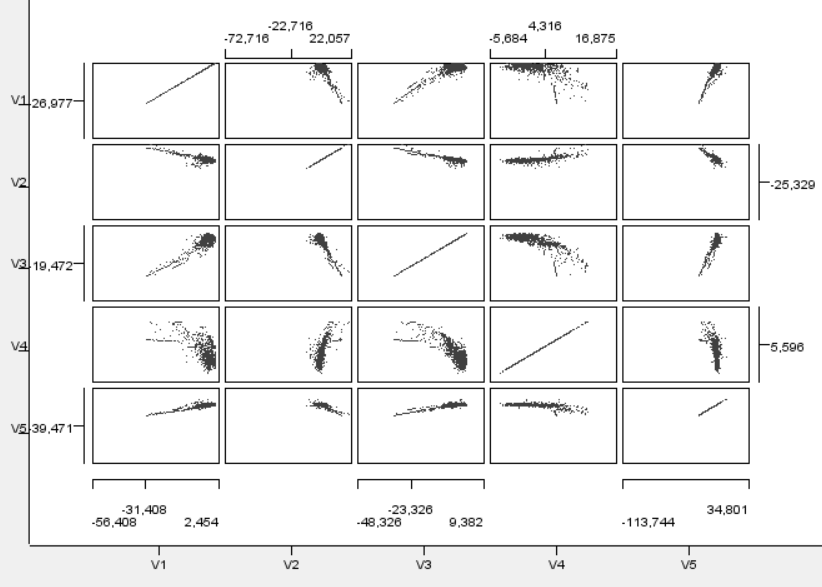 -22,716 4,316
-72,716 22,057 -5,684 16,875
V1 -26,977
V2 -25,329
V3 -19,472
V4 5,596
V5 -39,471
-31,408 -23,326
-56,408 2,454 -48,326 9,382 -113,744 34,801
V1 V2 V3 V4 V5